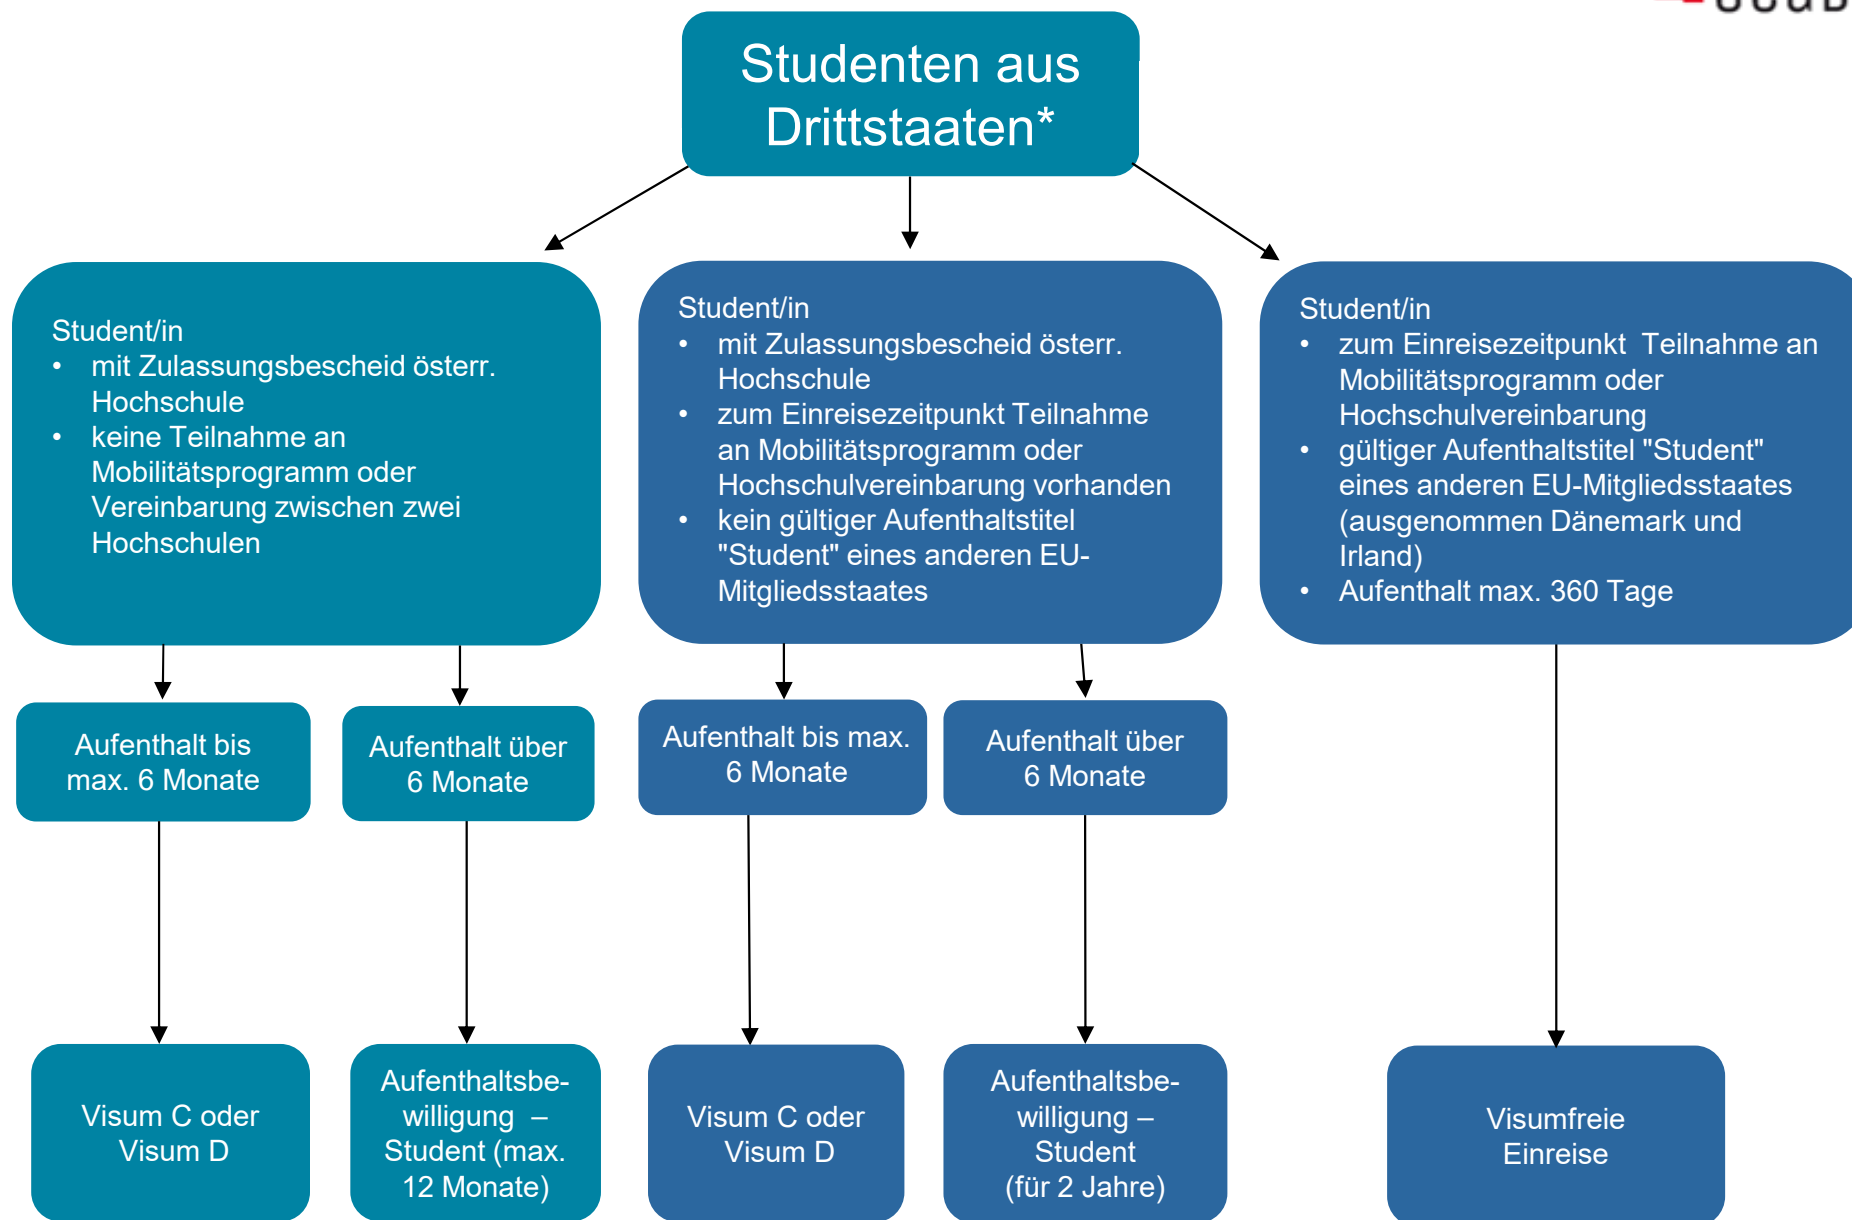 Studenten aus
Drittstaaten*
Student/in
• mit Zulassungsbescheid österr.
Hochschule
• keine Teilnahme an
Mobilitätsprogramm oder
Vereinbarung zwischen zwei
Hochschulen
Student/in
• mit Zulassungsbescheid österr.
Hochschule
• zum Einreisezeitpunkt Teilnahme
an Mobilitätsprogramm oder
Hochschulvereinbarung vorhanden
• kein gültiger Aufenthaltstitel
"Student" eines anderen EU-
Mitgliedsstaates
Student/in
• zum Einreisezeitpunkt  Teilnahme an
Mobilitätsprogramm oder
Hochschulvereinbarung
• gültiger Aufenthaltstitel "Student"
eines anderen EU-Mitgliedsstaates
(ausgenommen Dänemark und
Irland)
• Aufenthalt max. 360 Tage
Aufenthalt bis
max. 6 Monate
Aufenthalt über
6 Monate
Aufenthalt bis max.
6 Monate
Aufenthalt über
6 Monate
Visum C oder
Visum D
Aufenthaltsbe-
willigung  –
Student (max.
12 Monate)
Visum C oder
Visum D
Aufenthaltsbe-
willigung –
Student
(für 2 Jahre)
Visumfreie
Einreise